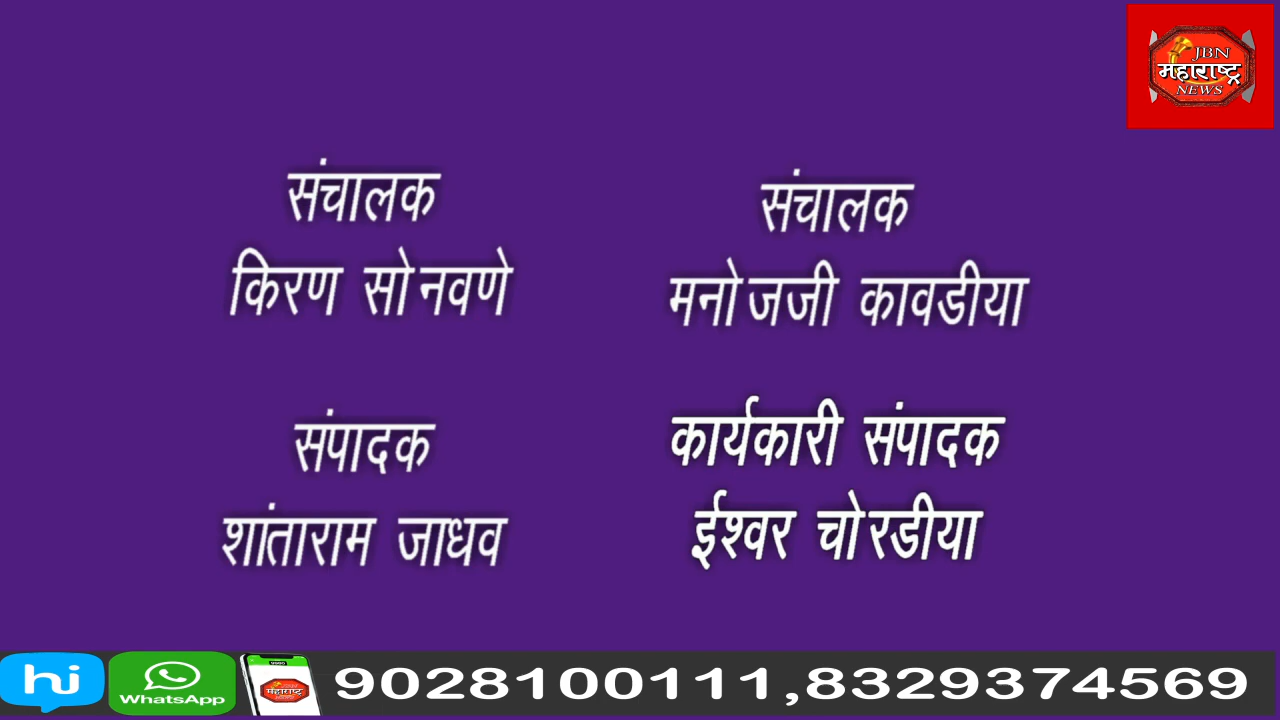 JBN
महाराष्ट्र
NEWS
संचालक
किरण सोनवणे
संचालक
मनोजजी कावडीया
संपादक
शांताराम जाधव
कार्यकारी संपादक
ईश्वर चोरडीया
hi
WhatsApp
महाराष्ट्र
9028100111,8329374569